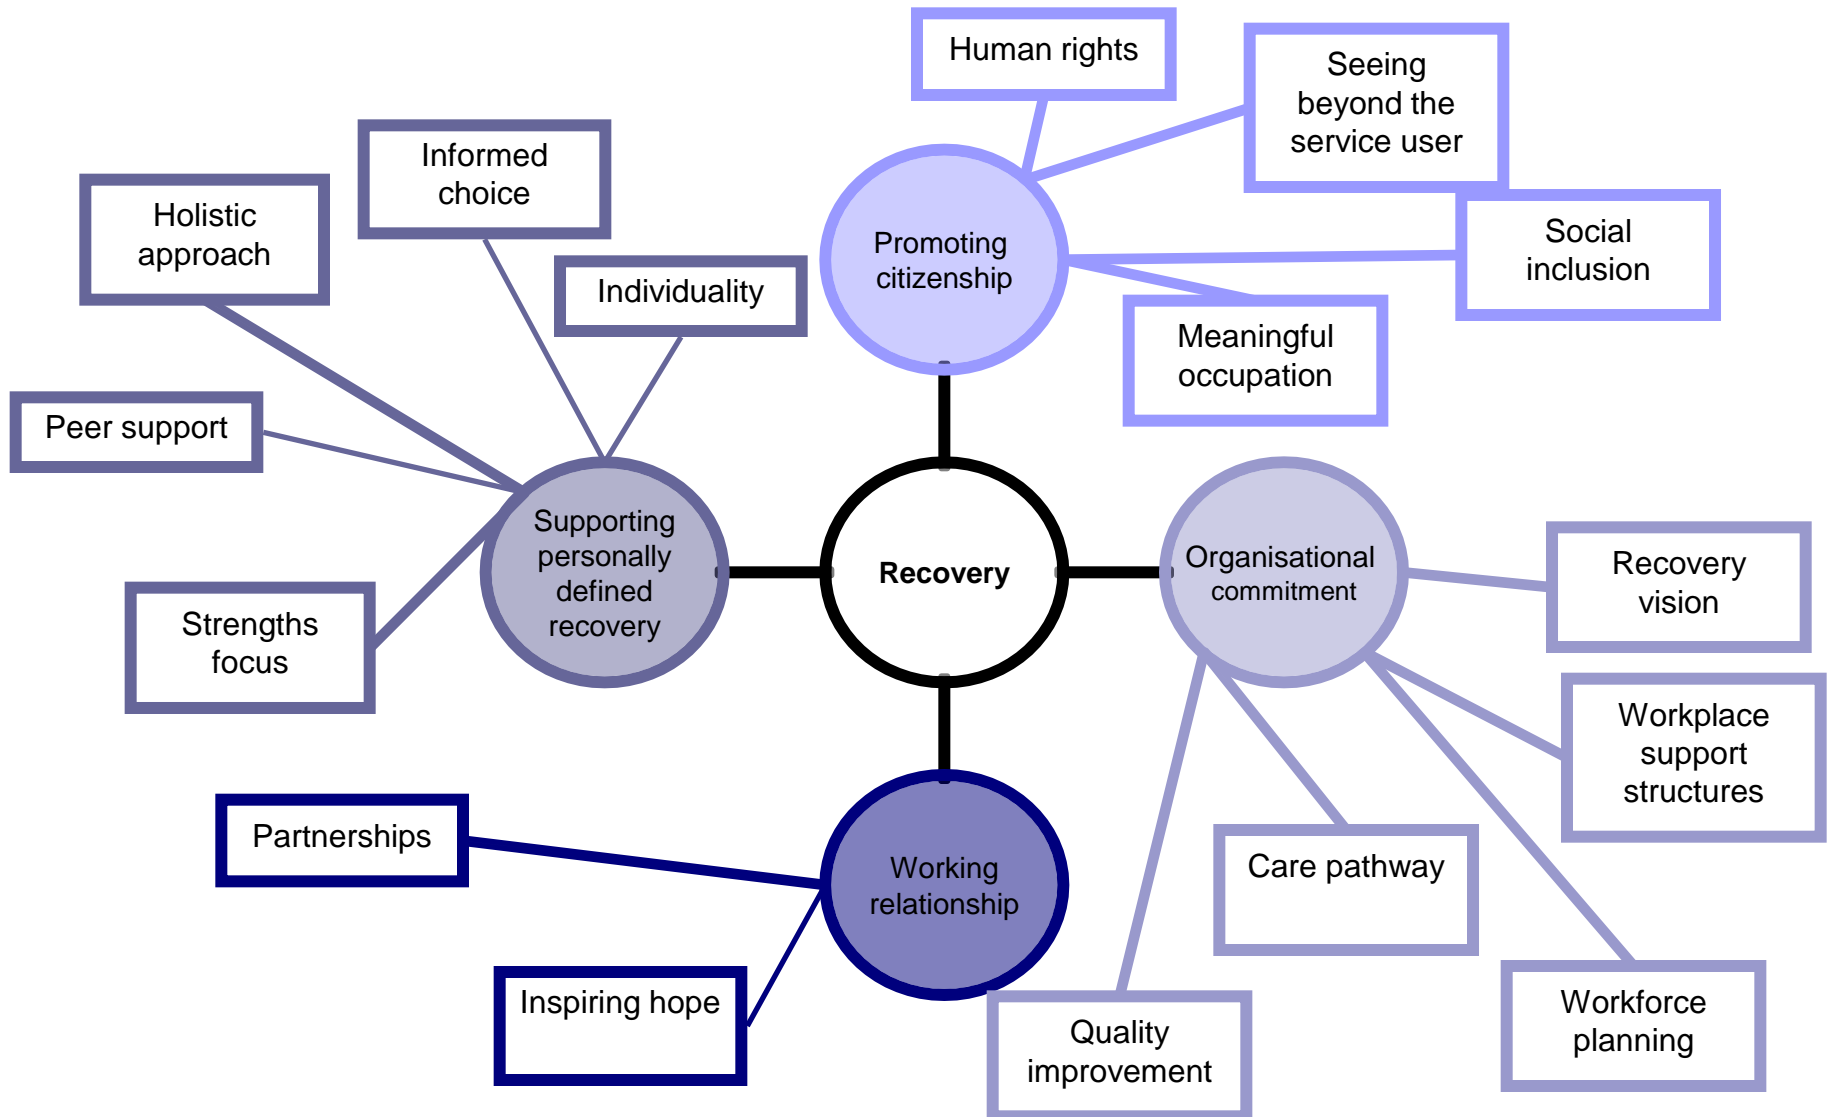 Human rights
Seeing
beyond the
service user
Informed
choice
Holistic
approach
Individuality
Promoting
citizenship
Social
inclusion
Meaningful
occupation
Peer support
Supporting
personally
defined
recovery
Recovery
Organisational
commitment
Recovery
vision
Strengths
focus
Workplace
support
structures
Partnerships
Working
relationship
Care pathway
Inspiring hope
Quality
improvement
Workforce
planning